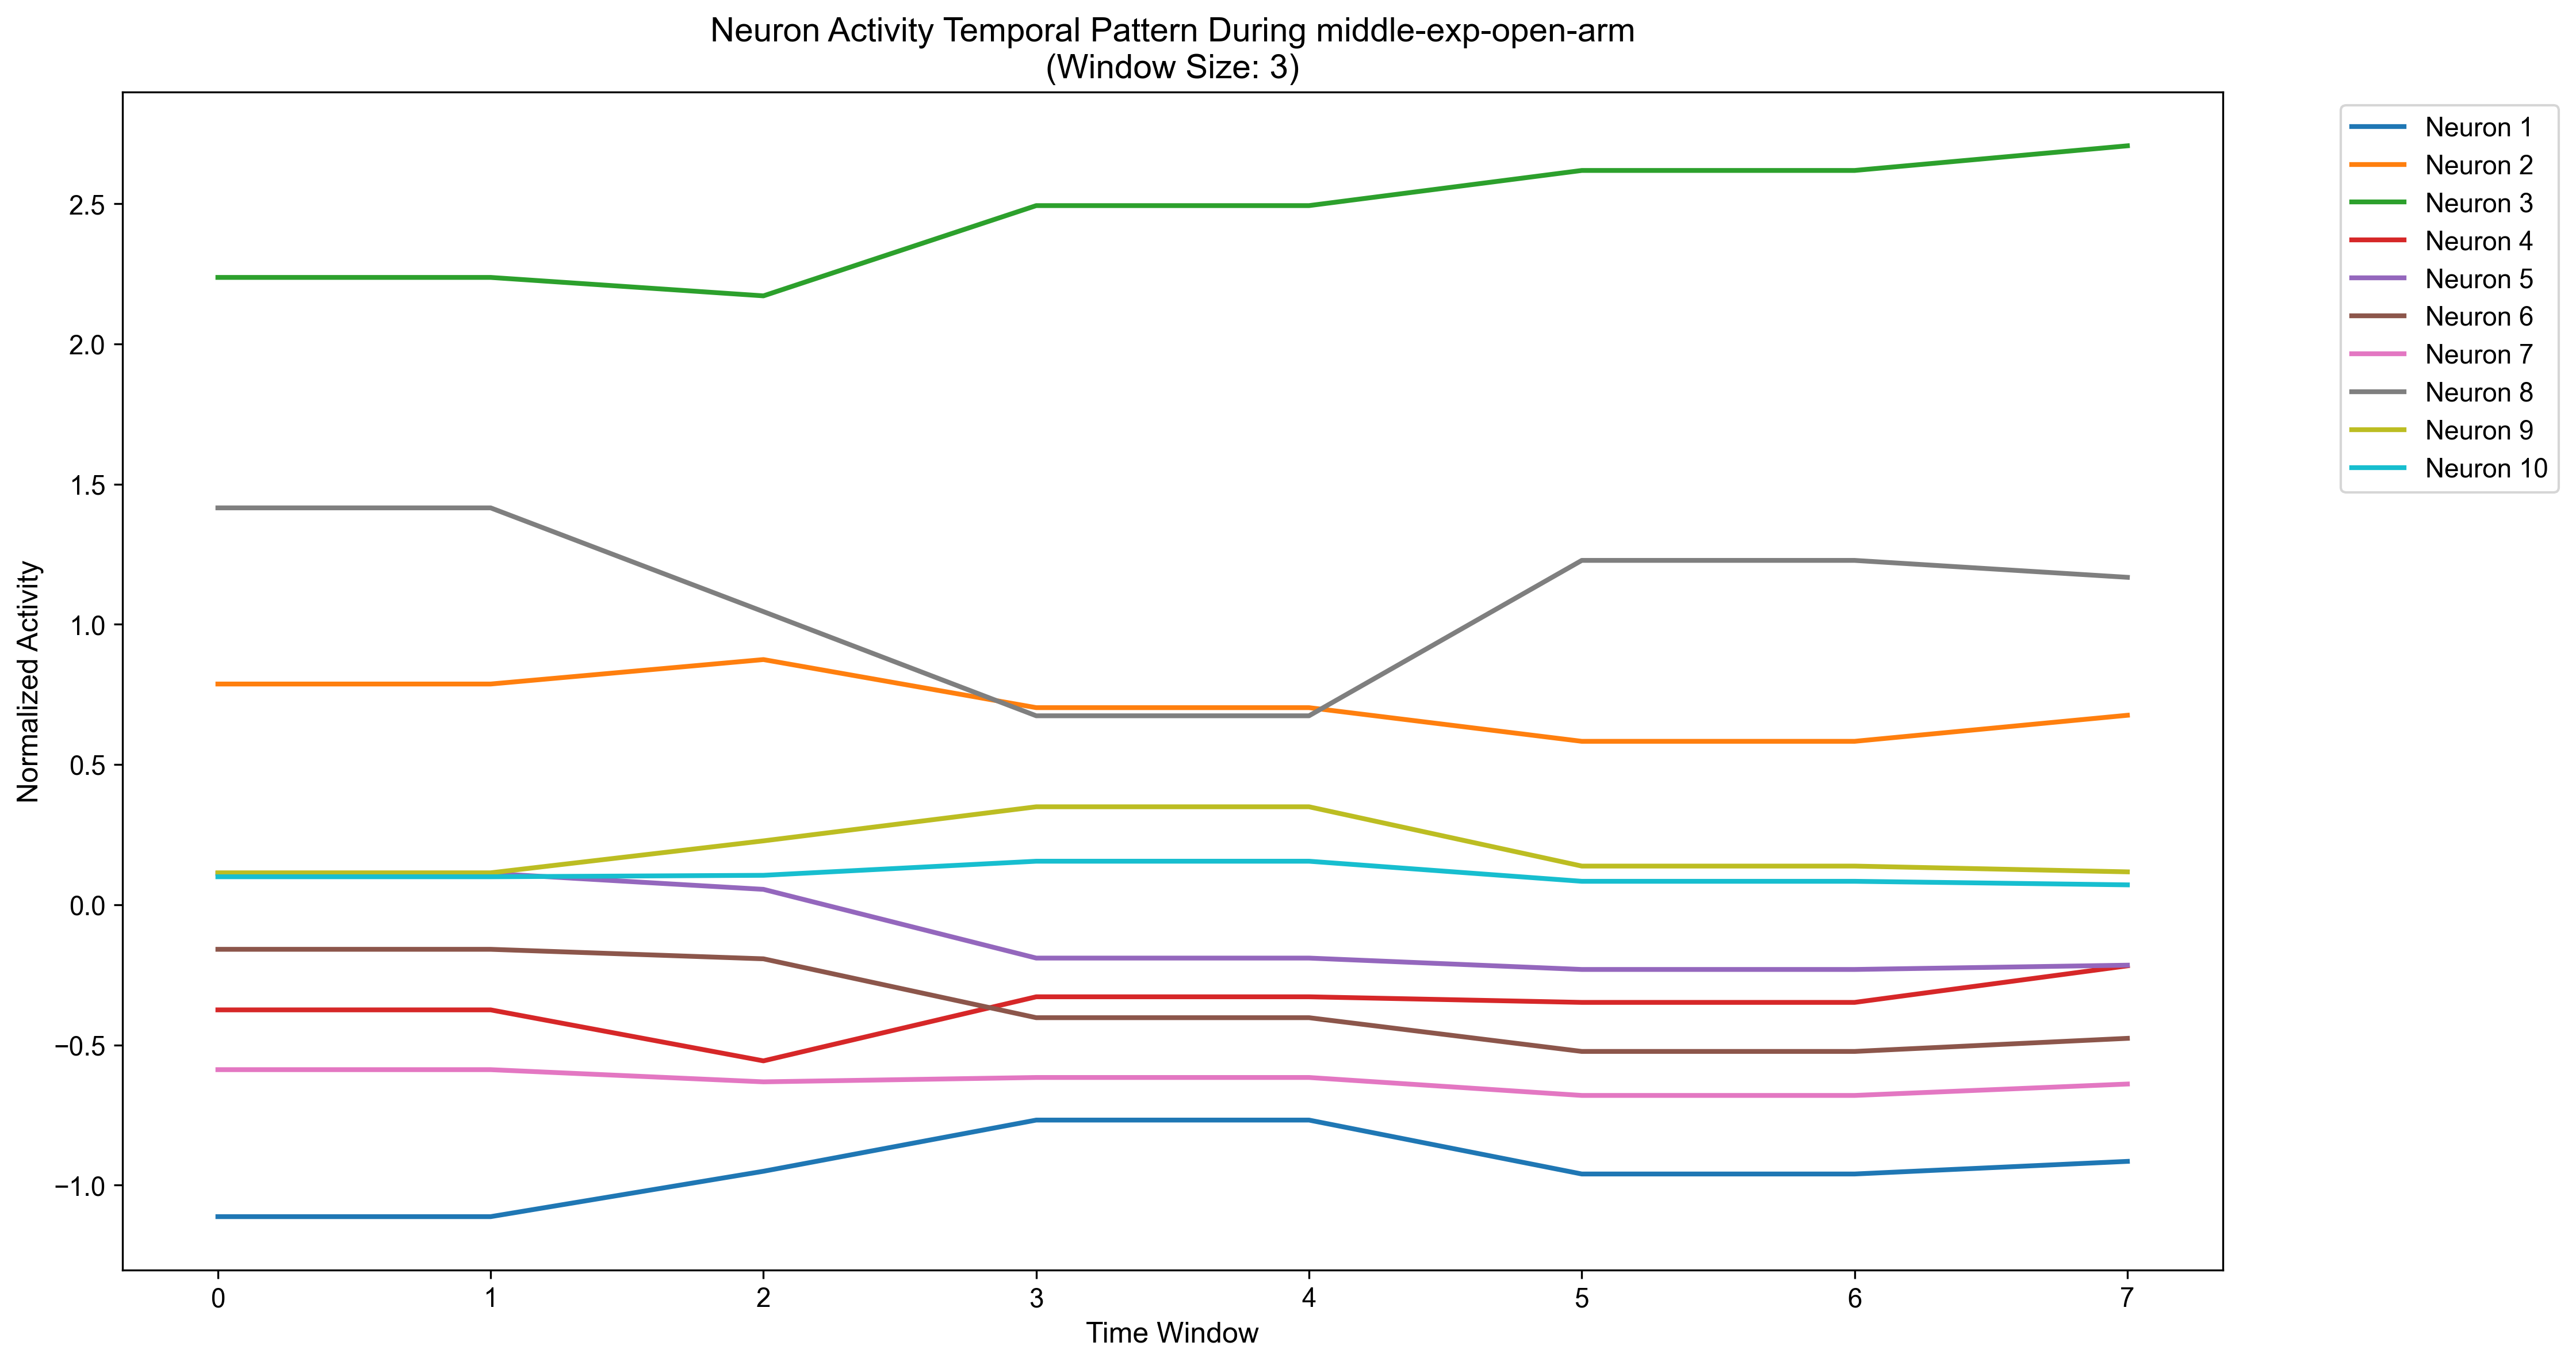 Neuron Activity Temporal Pattern During middle-exp-open-arm
(Window Size: 3)
Normalized Activity
2.5
2.0
1.5
1.0
0.5
0.0
−0.5
−1.0
0 1 2 3 4 5 6 7
Time Window
Neuron 1
Neuron 2
Neuron 3
Neuron 4
Neuron 5
Neuron 6
Neuron 7
Neuron 8
Neuron 9
Neuron 10